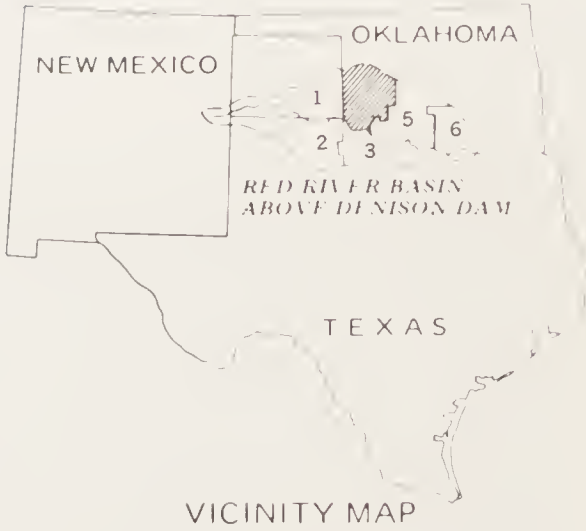 OKLAHOMA
NEW MEXICO
1
5
6
2
3
RED RIVER BASIN
ABOVE DENISON DAM
TEXAS
VICINITY MAP